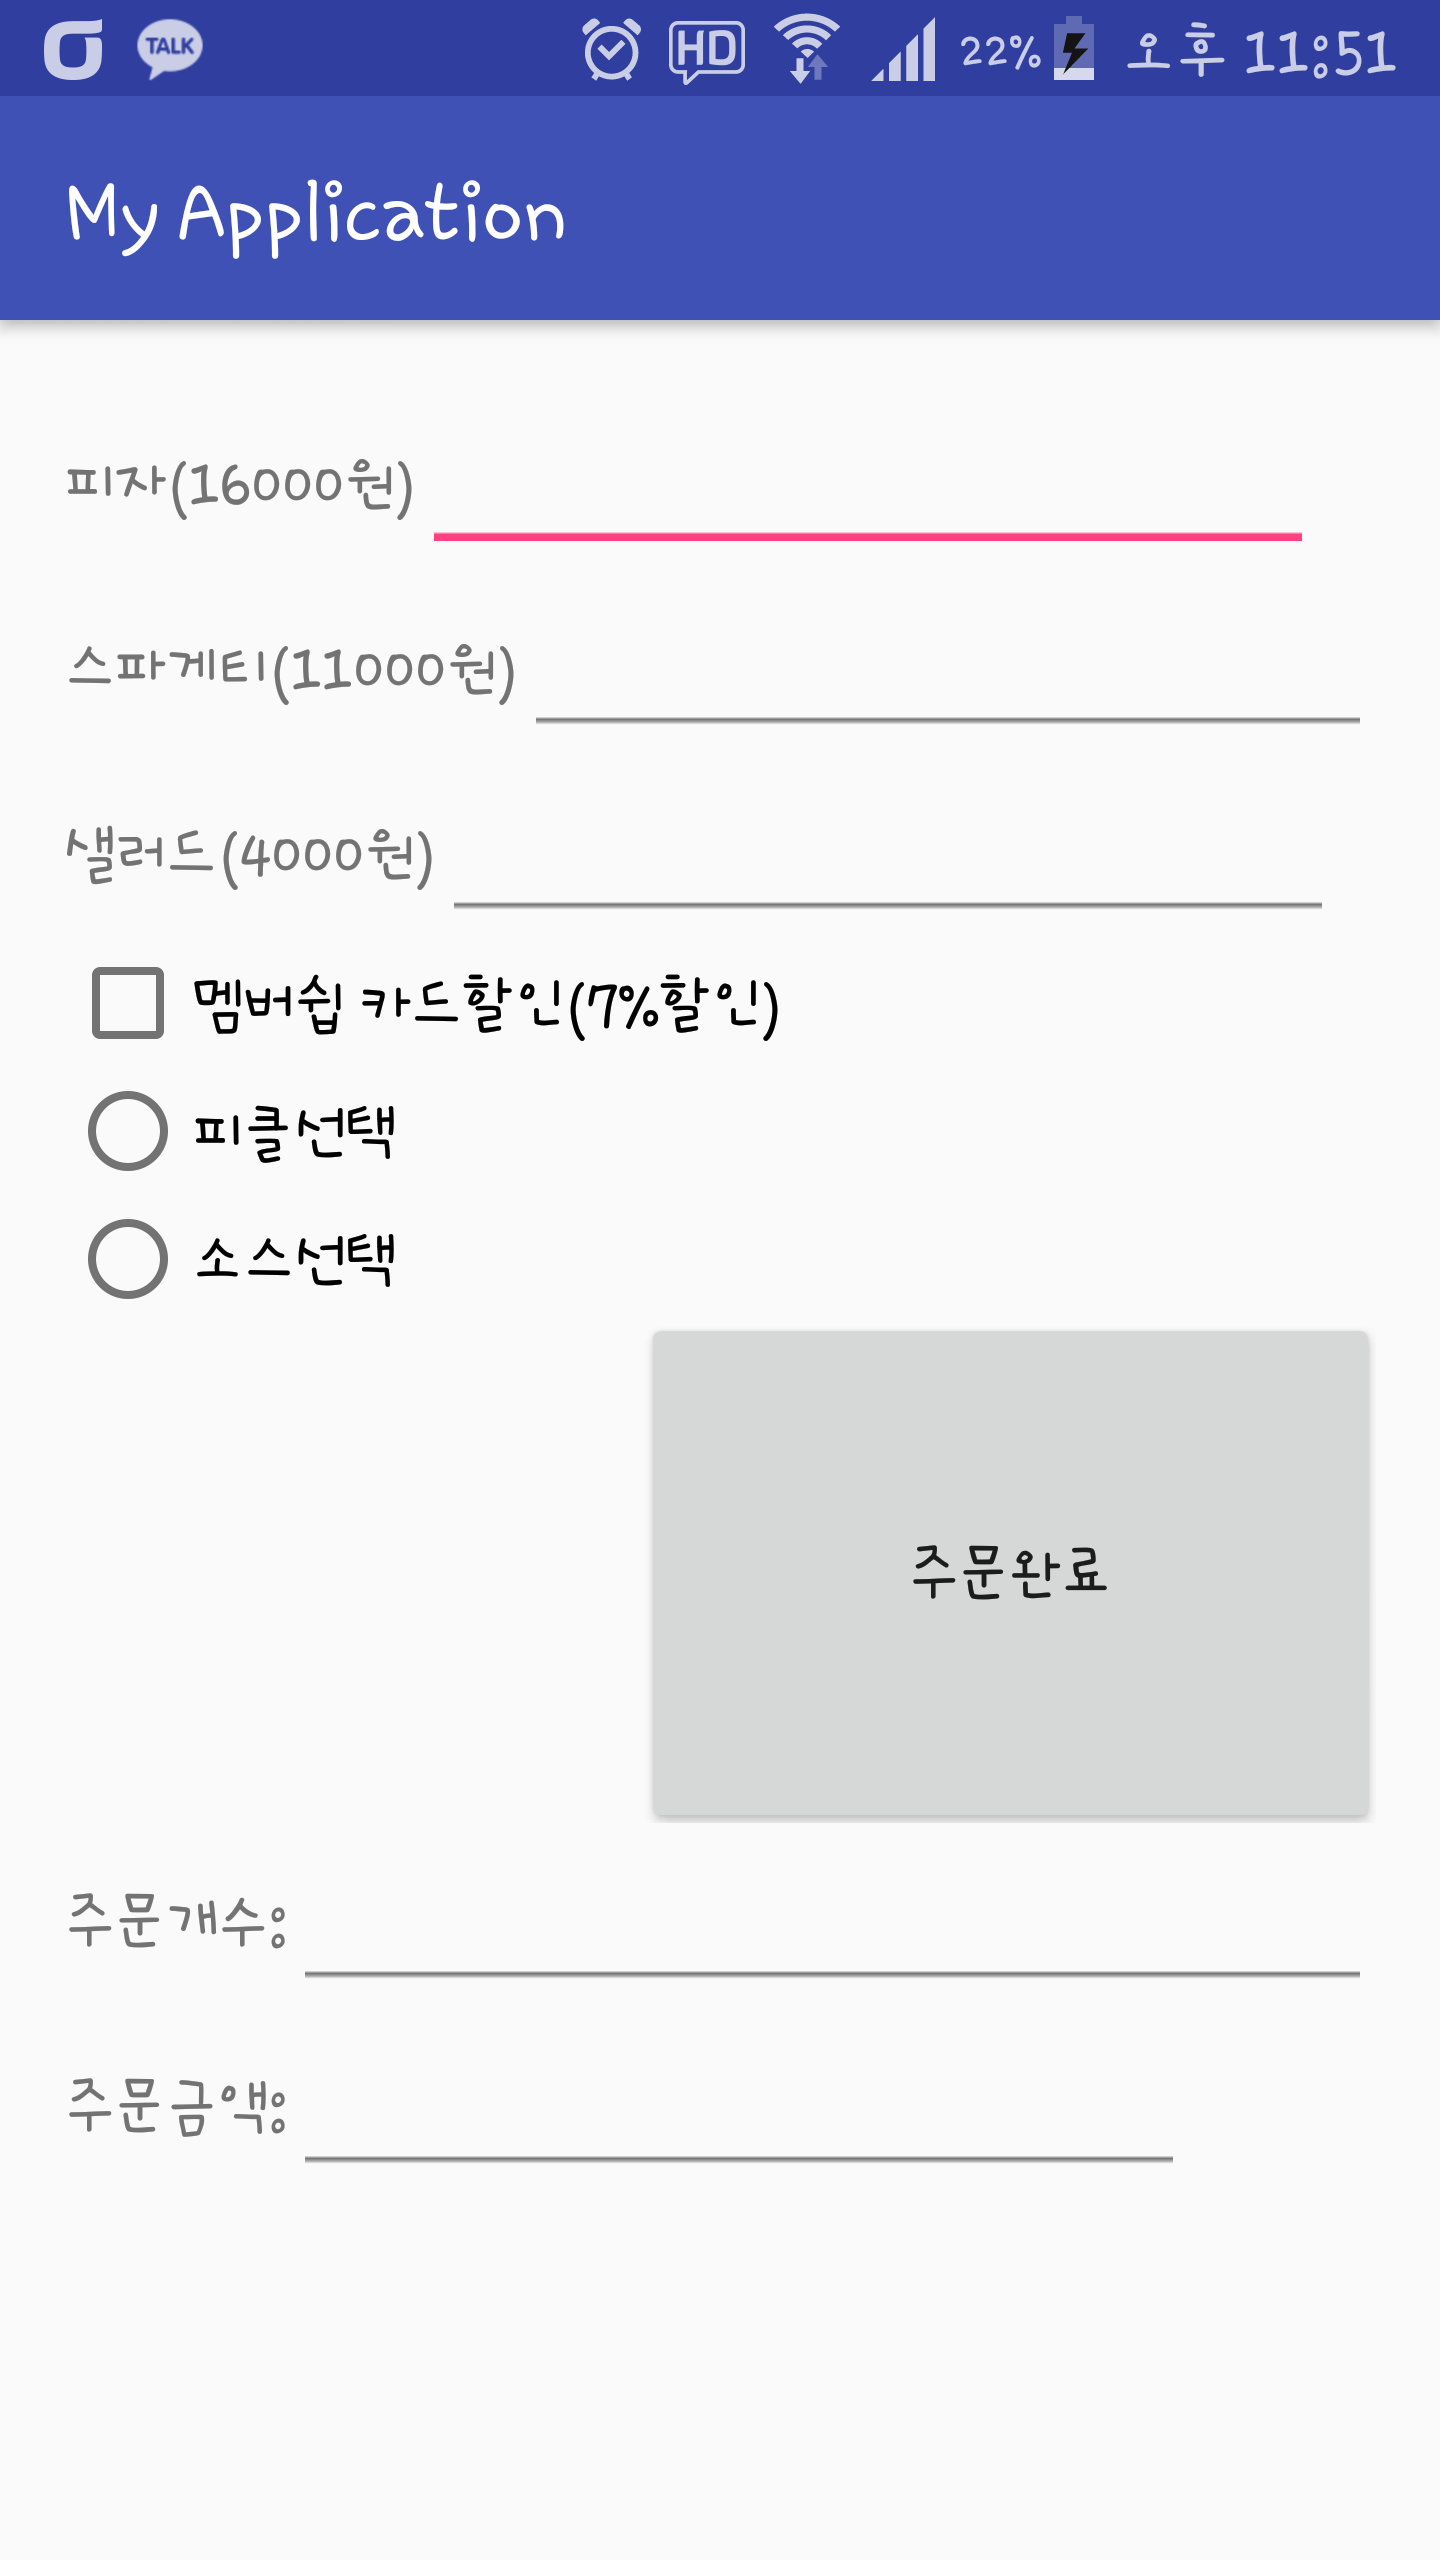 TALK HD 22% 오후 11:51
My Application
피자(16000원)
스파게티(11000원)
샐러드(4000원)
멤버쉽 카드할인(7%할인)
피클선택
소스선택
주문완료
주문개수:
주문금액: